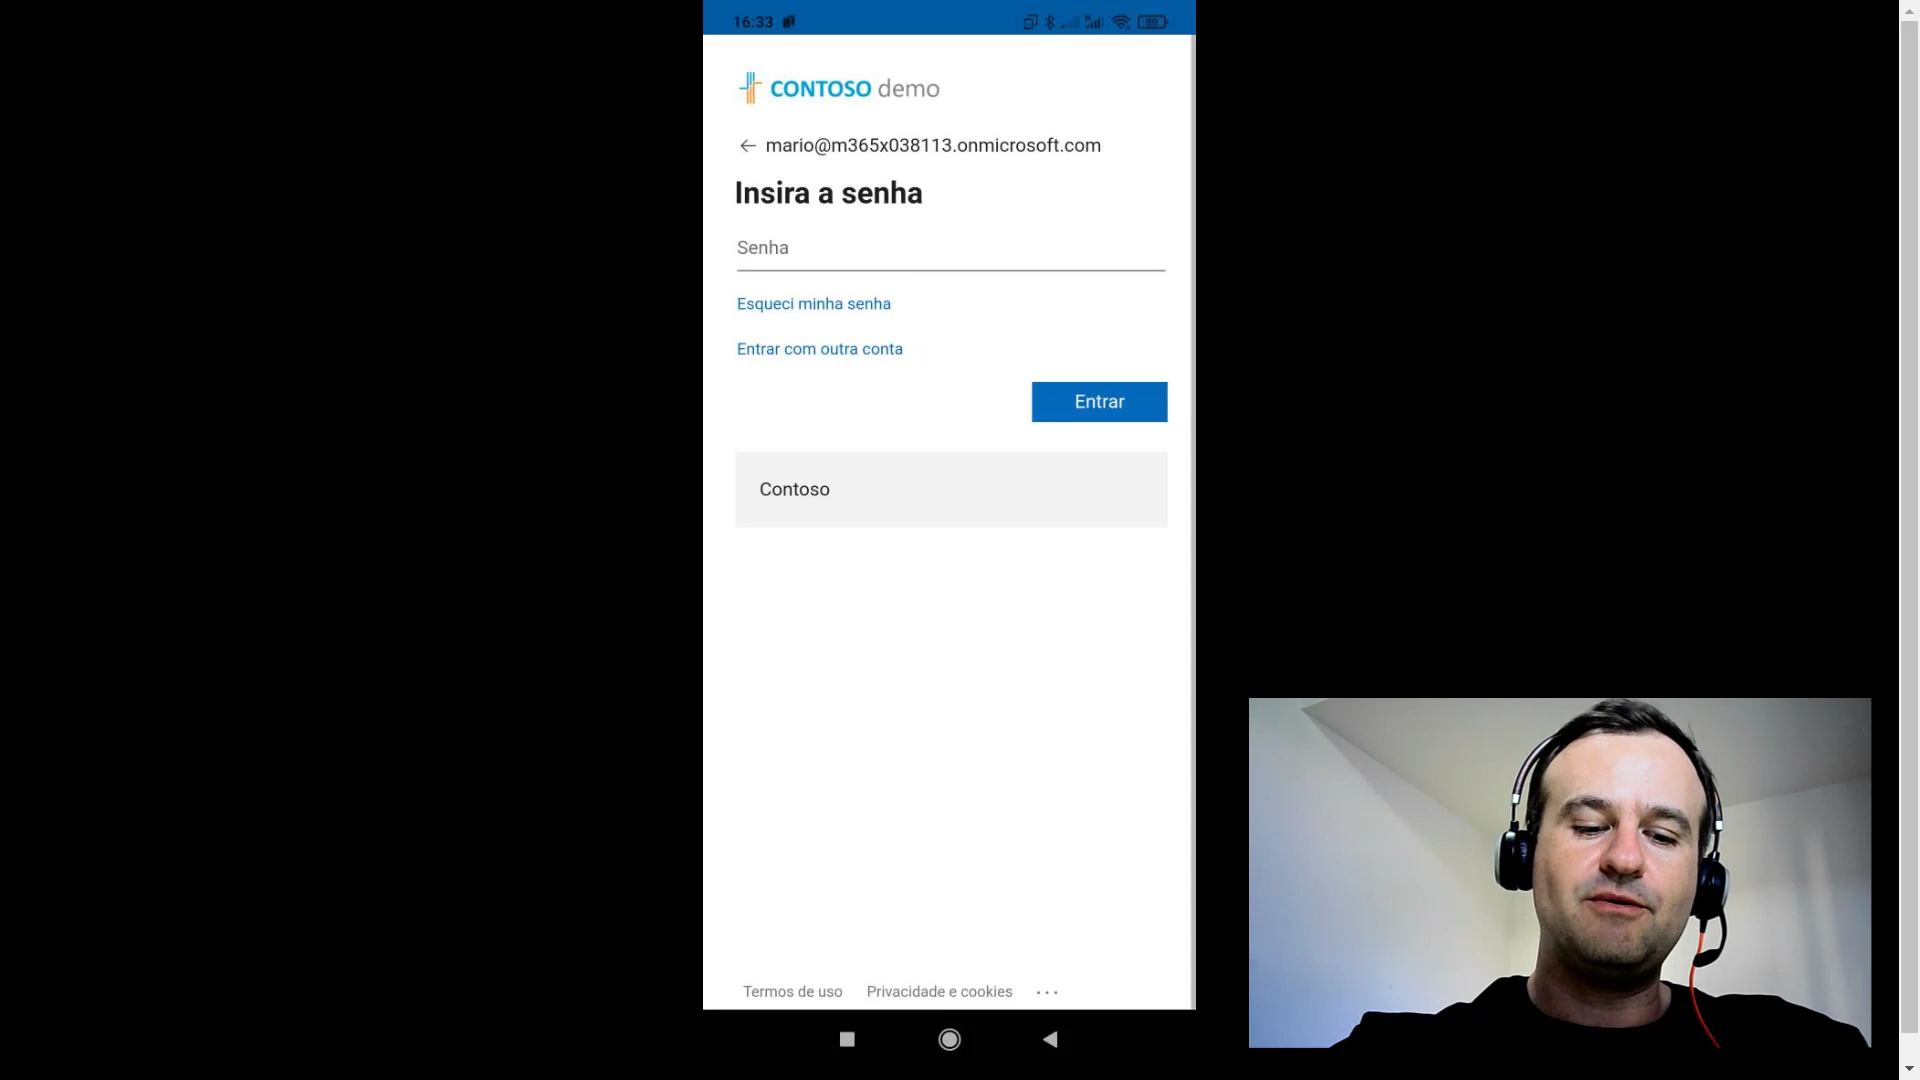 16:33
89
CONTOSO demo
mario@m365x038113.onmicrosoft.com
Insira a senha
Senha
Esqueci minha senha
Entrar com outra conta
Entrar
Contoso
Termos de uso Privacidade e cookies ...